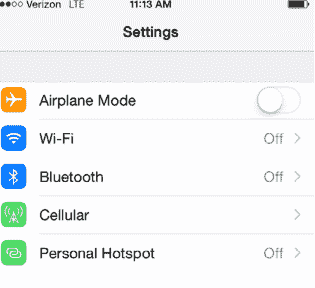 Verizon LTE 11:13 AM
Settings
Airplane Mode
Wi-Fi Off
Bluetooth Off
Cellular
Personal Hotspot Off